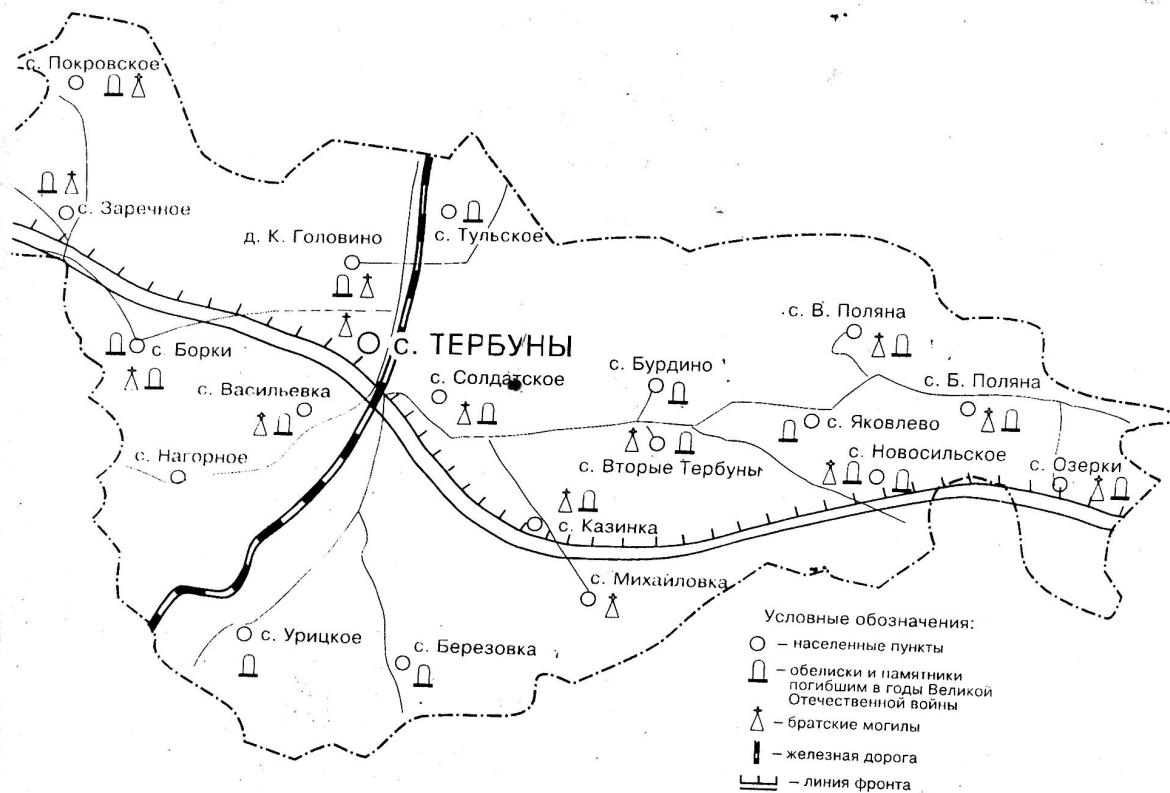 с. Покровское
с. Заречное
д. К. Головино
с. Тульское
с. В. Поляна
с. Борки
с. ТЕРБУНЫ
с. Васильевка
с. Солдатское
с. Бурдино
с. Б. Поляна
с. Яковлево
с. Нагорное
с. Вторые Тербуны
с. Новосильское
с. Озерки
с. Казинка
с. Михайловка
с. Урицкое
с. Березовка
Условные обозначения:
– населенные пункты
– обелиски и памятники
погибшим в годы Великой
Отечественной войны
– братские могилы
– железная дорога
– линия фронта